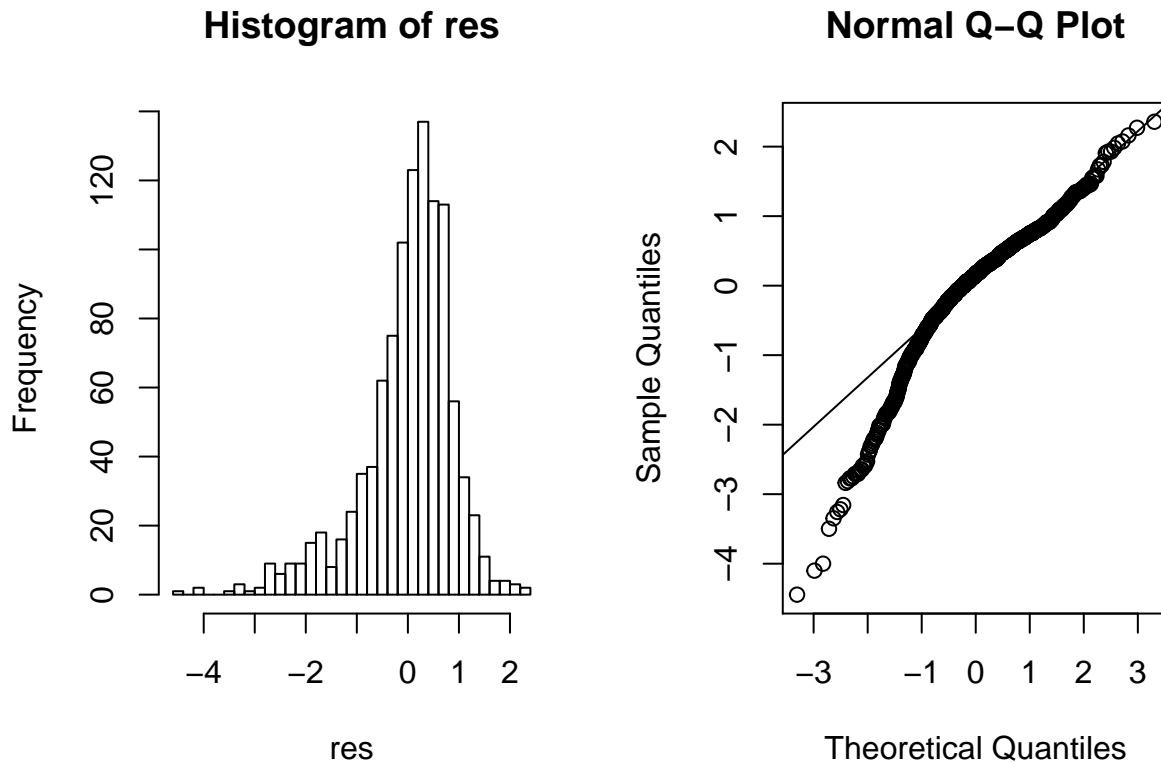 Histogram of res
Frequency
0 20 40 60 80 120
−4 −2 0 1 2
res
Normal Q−Q Plot
Sample Quantiles
−4 −3 −2 −1 0 1 2
−3 −1 0 1 2 3
Theoretical Quantiles